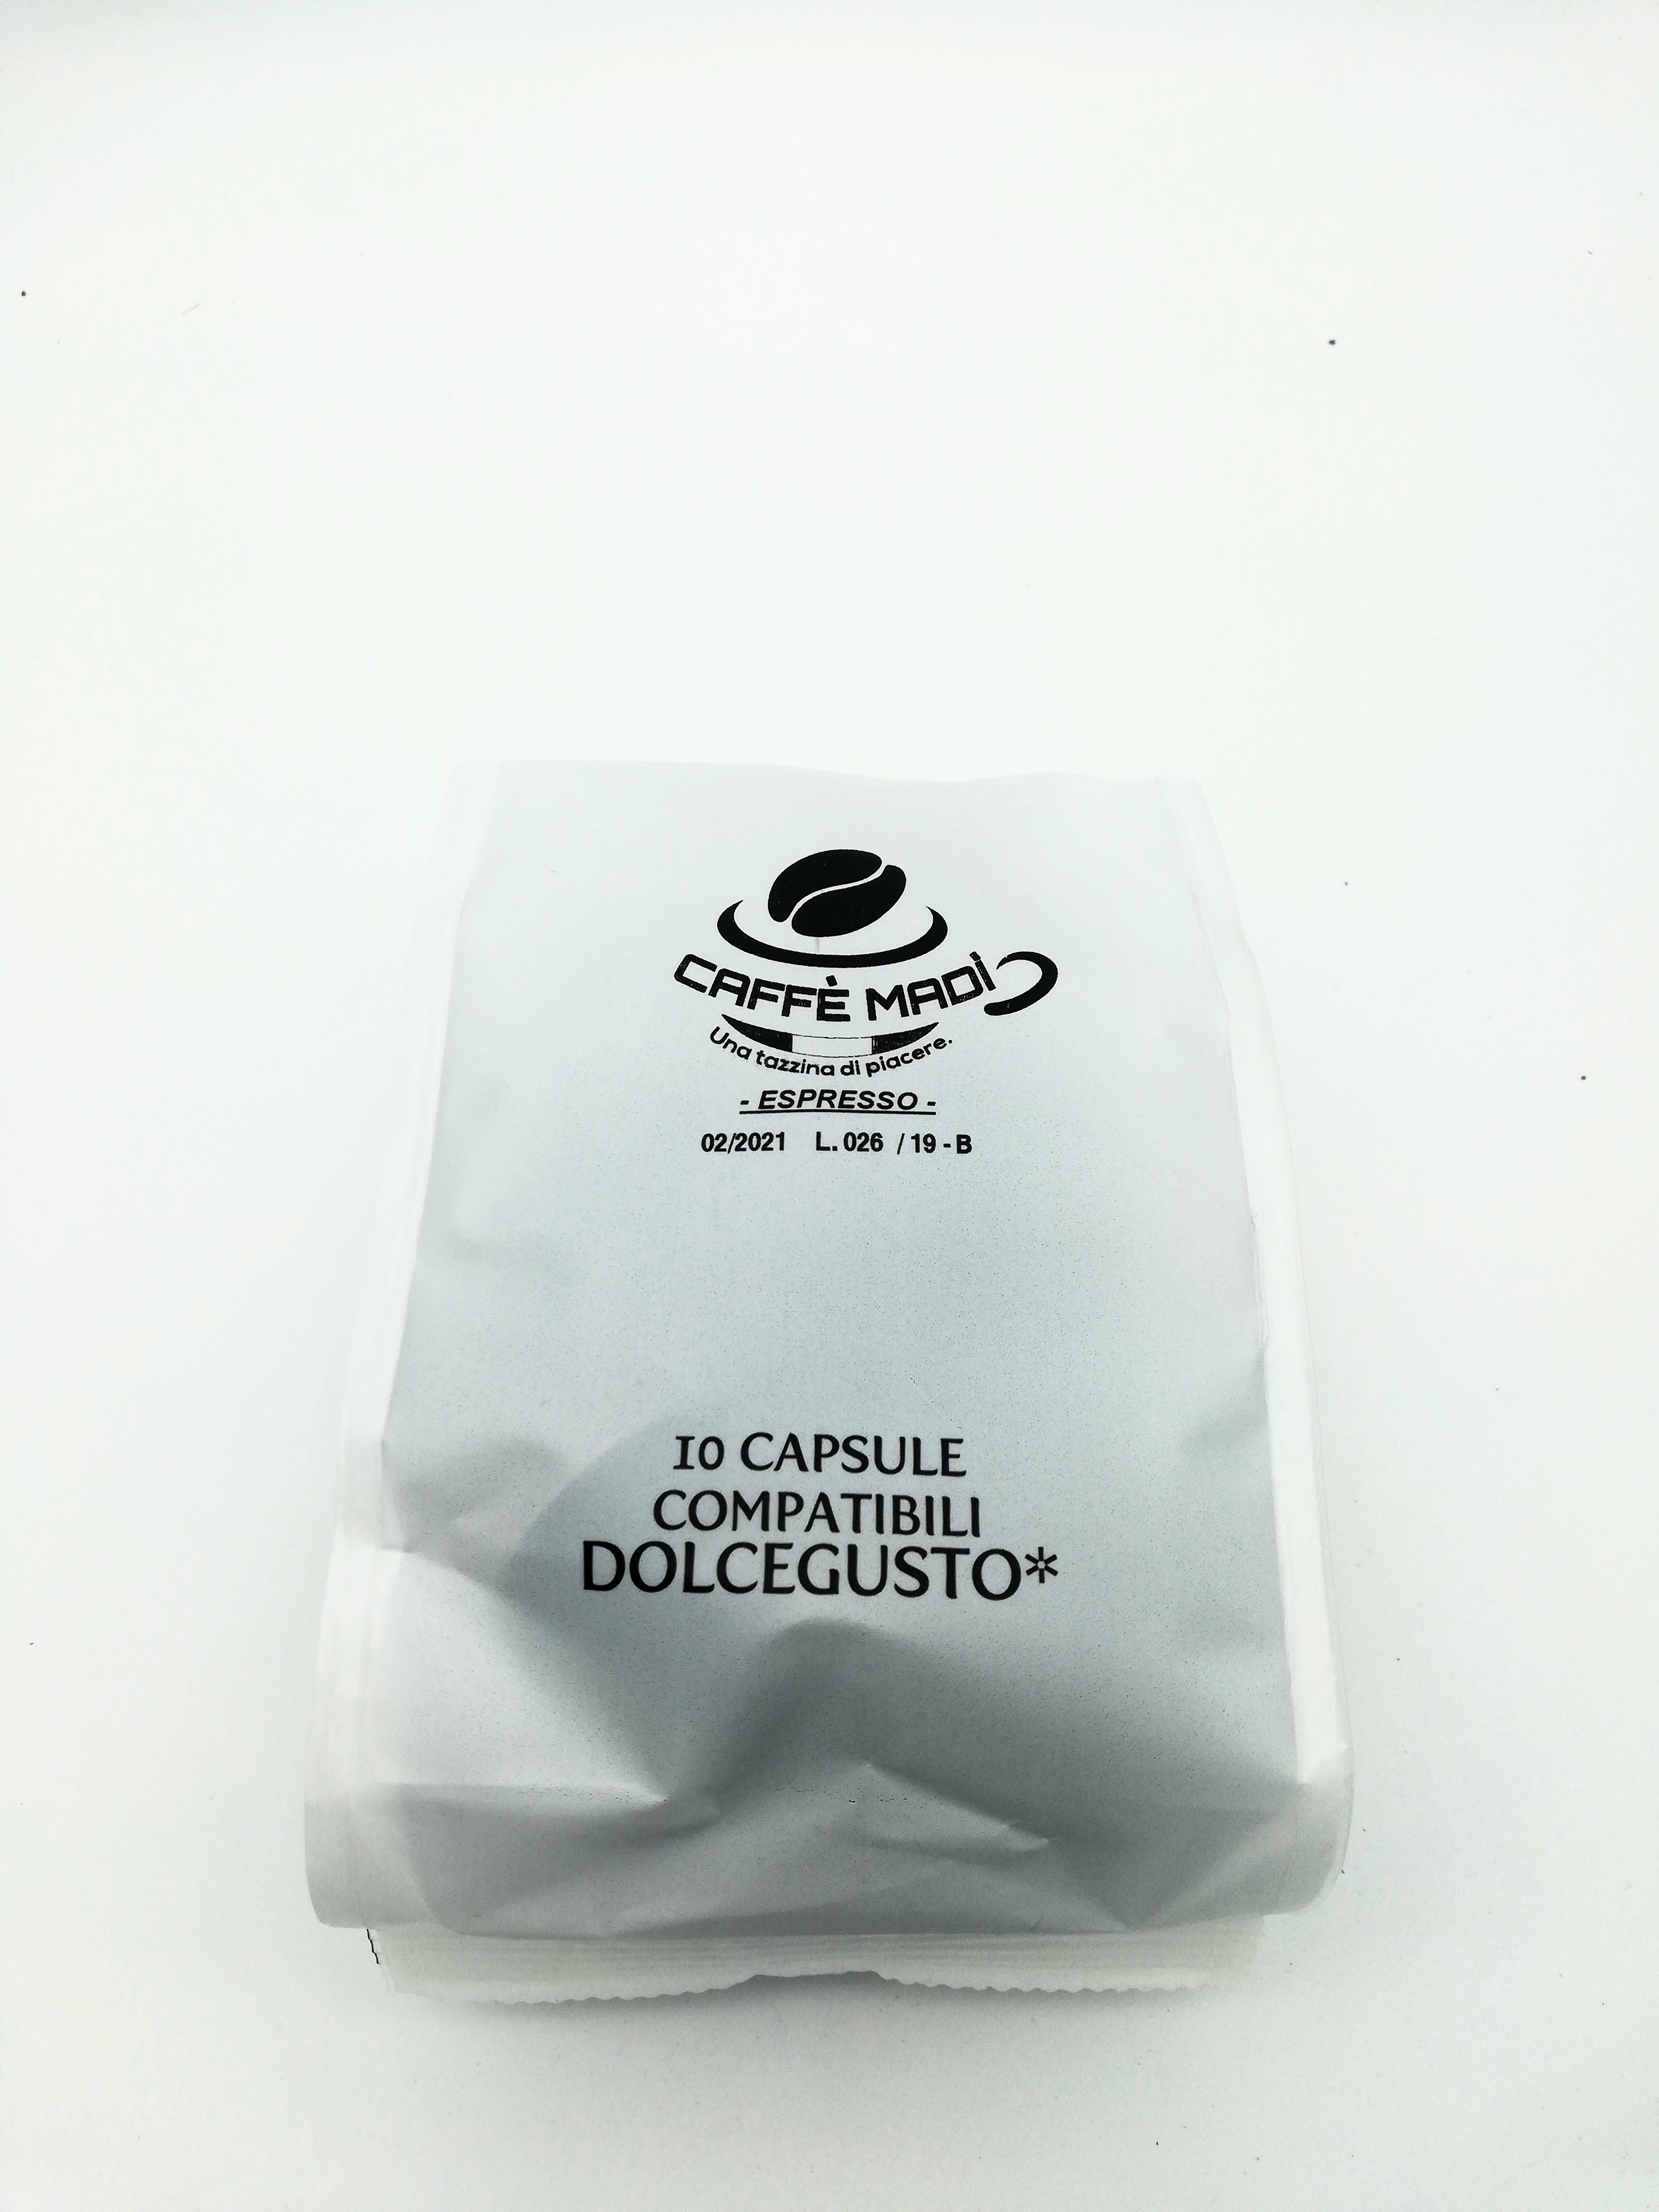 CAFFÈ MADÌ
Una tazzina di piacere.
- ESPRESSO -
02/2021 L. 026 / 19 - B
10 CAPSULE
COMPATIBILI
DOLCEGUSTO*